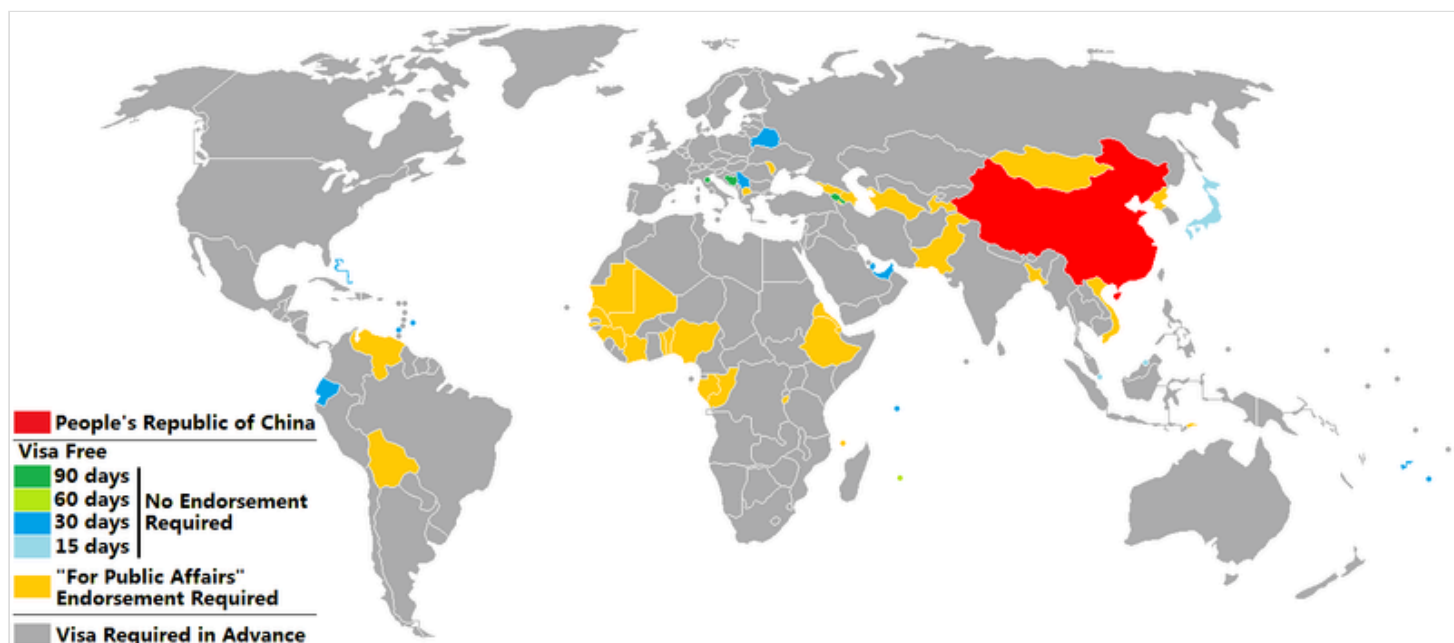 People's Republic of China
Visa Free
90 days
60 days
30 days
15 days
No Endorsement
Required
"For Public Affairs"
Endorsement Required
Visa Required in Advance